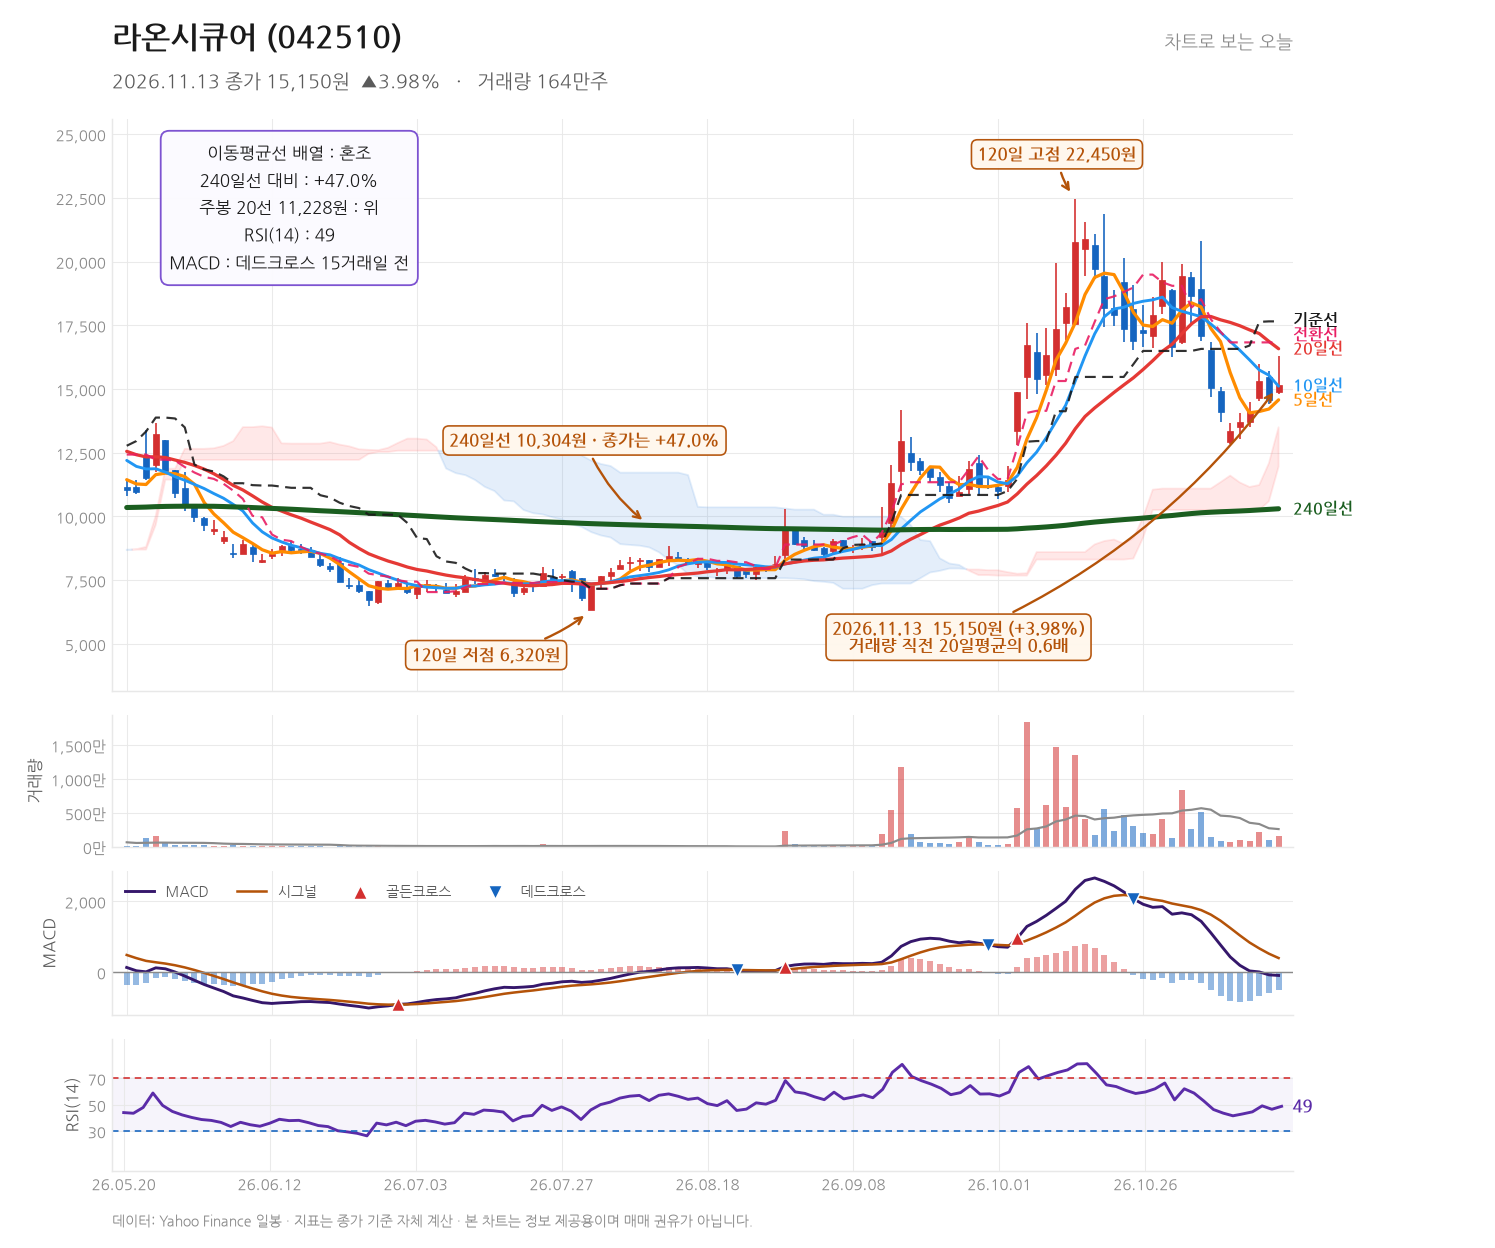 라온시큐어 (042510)
차트로 보는 오늘
2026.11.13 종가 15,150원 ▲3.98% · 거래량 164만주
25,000
22,500
20,000
17,500
15,000
12,500
10,000
7,500
5,000
이동평균선 배열 : 혼조
240일선 대비 : +47.0%
주봉 20선 11,228원 : 위
RSI(14) : 49
MACD : 데드크로스 15거래일 전
120일 고점 22,450원
240일선 10,304원 · 종가는 +47.0%
120일 저점 6,320원
2026.11.13 15,150원 (+3.98%)
거래량 직전 20일평균의 0.6배
기준선
전환선
20일선
10일선
5일선
240일선
거래량
1,500만
1,000만
500만
0만
MACD
2,000
0
MACD
시그널
골든크로스
데드크로스
RSI(14)
70
50
30
49
26.05.20
26.06.12
26.07.03
26.07.27
26.08.18
26.09.08
26.10.01
26.10.26
데이터: Yahoo Finance 일봉 · 지표는 종가 기준 자체 계산 · 본 차트는 정보 제공용이며 매매 권유가 아닙니다.